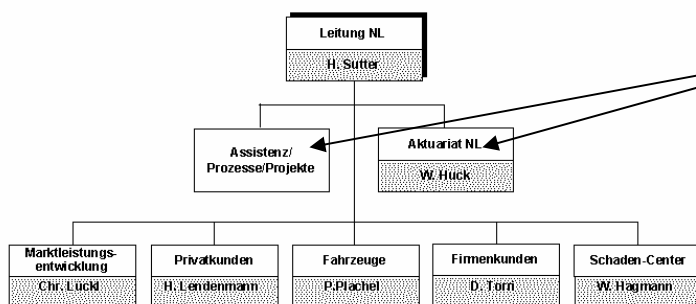 Leitung NL
H. Sutter
Assistenz/
Prozesse/Projekte
Aktuariat NL
W. Huck
Marktleistungs-
entwicklung
Chr. Lückl
Privatkunden
H. Lendenmann
Fahrzeuge
P.Plachel
Firmenkunden
D. Torri
Schaden-Center
W. Hagmann